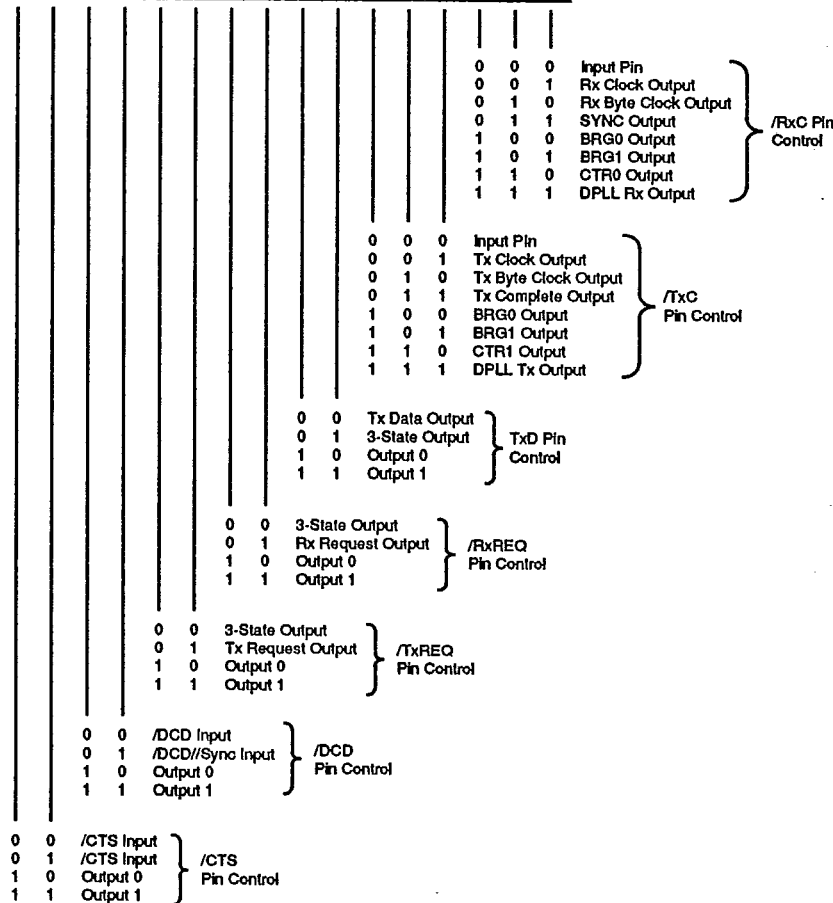 0 0 0 Input Pin
0 0 1 Rx Clock Output
0 1 0 Rx Byte Clock Output
0 1 1 SYNC Output
1 0 0 BRG0 Output
1 0 1 BRG1 Output
1 1 0 CTR0 Output
1 1 1 DPLL Rx Output
/RxC Pin
Control
0 0 0 Input Pin
0 0 1 Tx Clock Output
0 1 0 Tx Byte Clock Output
0 1 1 Tx Complete Output
1 0 0 BRG0 Output
1 0 1 BRG1 Output
1 1 0 CTR1 Output
1 1 1 DPLL Tx Output
/TxC
Pin Control
0 0 Tx Data Output
0 1 3-State Output
1 0 Output 0
1 1 Output 1
TxD Pin
Control
0 0 3-State Output
0 1 Rx Request Output
1 0 Output 0
1 1 Output 1
/RxREQ
Pin Control
0 0 3-State Output
0 1 Tx Request Output
1 0 Output 0
1 1 Output 1
/TxREQ
Pin Control
0 0 /DCD Input
0 1 /DCD//Sync Input
1 0 Output 0
1 1 Output 1
/DCD
Pin Control
0 0 /CTS Input
0 1 /CTS Input
1 0 Output 0
1 1 Output 1
/CTS
Pin Control